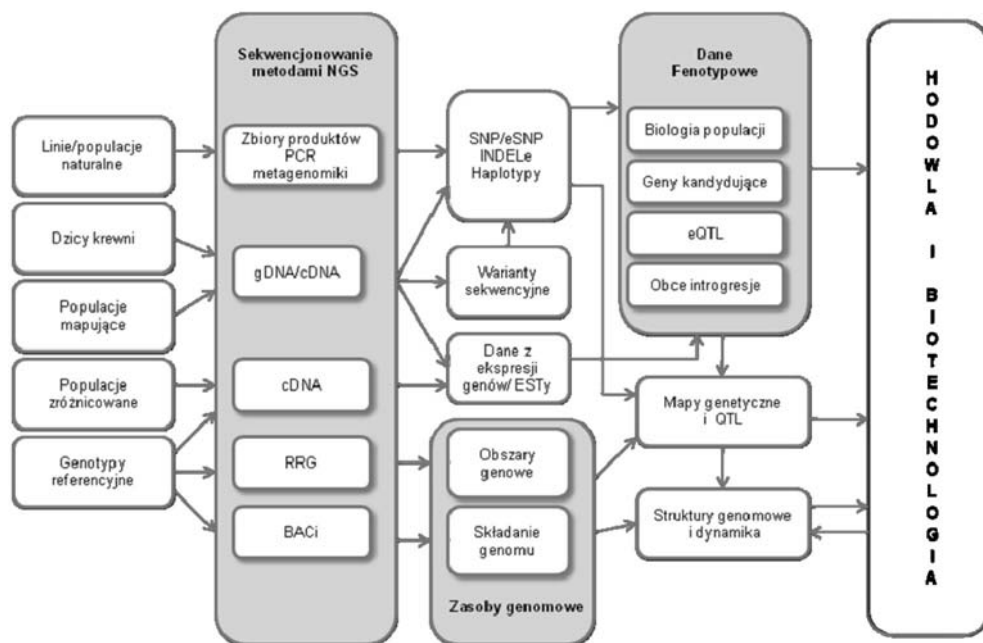 Linie/populacje
naturalne
Dzicy krewni
Populacje
mapujące
Populacje
zróżnicowane
Genotypy
referencyjne
Sekwencjonowanie
metodami NGS
Zbiory produktów
PCR
metagenomiki
gDNA/cDNA
cDNA
RRG
BACi
SNP/eSNP
INDELe
Haplotypy
Warianty
sekwencyjne
Dane z
ekspresji
genów/ ESTy
Obszary
genowe
Składanie
genomu
Zasoby genomowe
Dane
Fenotypowe
Biologia populacji
Geny kandydujące
eQTL
Obce introgresje
Mapy genetyczne
i QTL
Struktury genomowe
i dynamika
HODOWLA I BIOTECHNOLOGIA